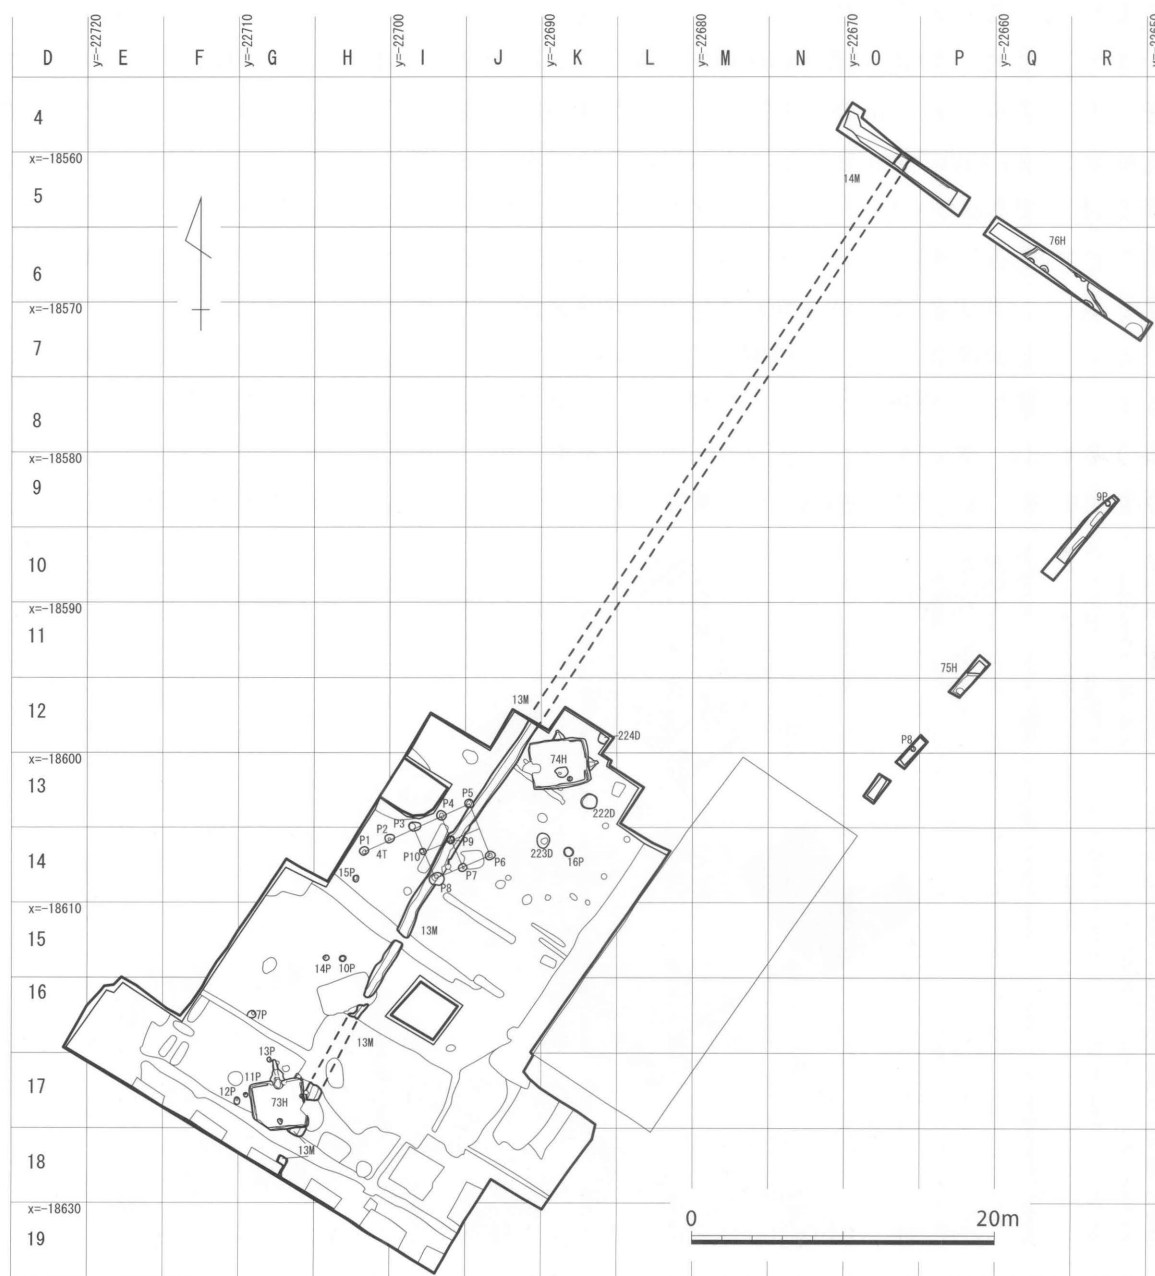 y=-22720
y=-22710
y=-22700
y=-22690
y=-22680
y=-22670
y=-22660
y=-22650
D E F G H I J K L M N O P Q R
4
x=-18560
14M
5
76H
6
x=-18570
7
8
x=-18580
9
9P
10
x=-18590
11
75H
12
13M
224D
P8
x=-18600
74H
13
P5
P4
222D
P3
P2
P1
4T
P9
P10
223D
16P
14
P6
P7
15P
P8
x=-18610
15
13M
14P
10P
16
7P
13M
13P
17
11P
12P
73H
13M
18
x=-18630
19
0 20m